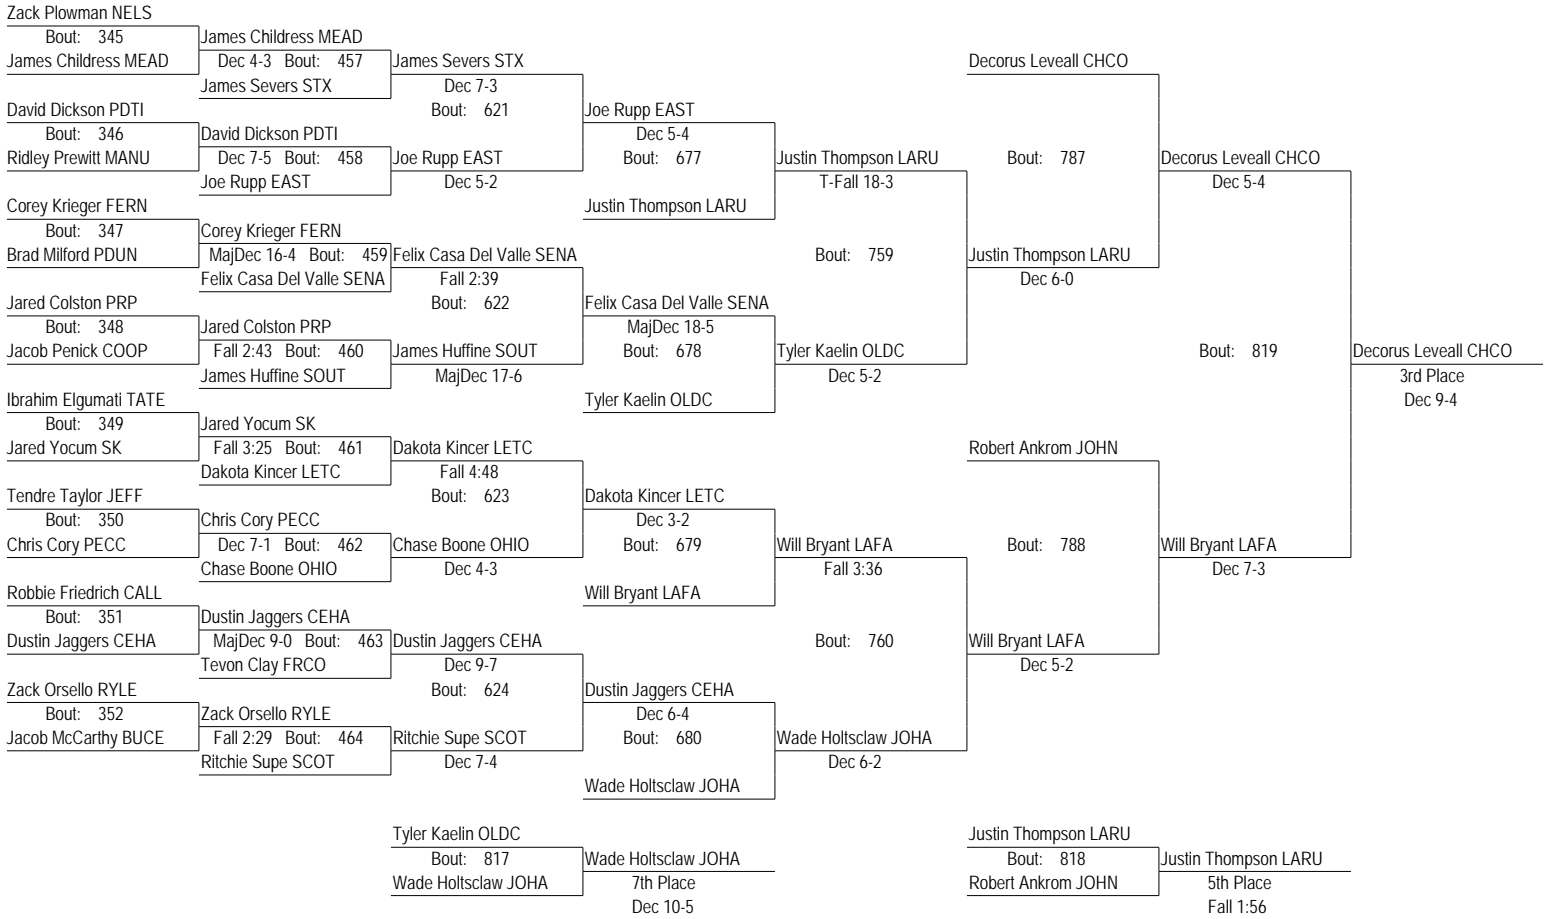 Zack Plowman NELS
Bout: 345
James Childress MEAD
David Dickson PDTI
Bout: 346
Ridley Prewitt MANU
Corey Krieger FERN
Bout: 347
Brad Milford PDUN
Jared Colston PRP
Bout: 348
Jacob Penick COOP
Ibrahim Elgumati TATE
Bout: 349
Jared Yocum SK
Tendre Taylor JEFF
Bout: 350
Chris Cory PECC
Robbie Friedrich CALL
Bout: 351
Dustin Jaggers CEHA
Zack Orsello RYLE
Bout: 352
Jacob McCarthy BUCE
James Childress MEAD
Dec 4-3 Bout: 457
James Severs STX
David Dickson PDTI
Dec 7-5 Bout: 458
Joe Rupp EAST
Corey Krieger FERN
MajDec 16-4 Bout: 459
Felix Casa Del Valle SENA
Jared Colston PRP
Fall 2:43 Bout: 460
James Huffine SOUT
Jared Yocum SK
Fall 3:25 Bout: 461
Dakota Kincer LETC
Chris Cory PECC
Dec 7-1 Bout: 462
Chase Boone OHIO
Dustin Jaggers CEHA
MajDec 9-0 Bout: 463
Tevon Clay FRCO
Zack Orsello RYLE
Fall 2:29 Bout: 464
Ritchie Supe SCOT
James Severs STX
Dec 7-3
Bout: 621
Joe Rupp EAST
Dec 5-2
Felix Casa Del Valle SENA
Fall 2:39
Bout: 622
James Huffine SOUT
MajDec 17-6
Dakota Kincer LETC
Fall 4:48
Bout: 623
Chase Boone OHIO
Dec 4-3
Dustin Jaggers CEHA
Dec 9-7
Bout: 624
Ritchie Supe SCOT
Dec 7-4
Joe Rupp EAST
Dec 5-4
Bout: 677
Justin Thompson LARU
Felix Casa Del Valle SENA
MajDec 18-5
Bout: 678
Tyler Kaelin OLDC
Dakota Kincer LETC
Dec 3-2
Bout: 679
Will Bryant LAFA
Dustin Jaggers CEHA
Dec 6-4
Bout: 680
Wade Holtsclaw JOHA
Justin Thompson LARU
T-Fall 18-3
Bout: 759
Tyler Kaelin OLDC
Dec 5-2
Will Bryant LAFA
Fall 3:36
Bout: 760
Wade Holtsclaw JOHA
Dec 6-2
Decorus Leveall CHCO
Bout: 787
Justin Thompson LARU
Dec 6-0
Robert Ankrom JOHN
Bout: 788
Will Bryant LAFA
Dec 5-2
Decorus Leveall CHCO
Dec 5-4
Bout: 819
Will Bryant LAFA
Dec 7-3
Decorus Leveall CHCO
3rd Place
Dec 9-4
Tyler Kaelin OLDC
Bout: 817
Wade Holtsclaw JOHA
Wade Holtsclaw JOHA
7th Place
Dec 10-5
Justin Thompson LARU
Bout: 818
Robert Ankrom JOHN
Justin Thompson LARU
5th Place
Fall 1:56